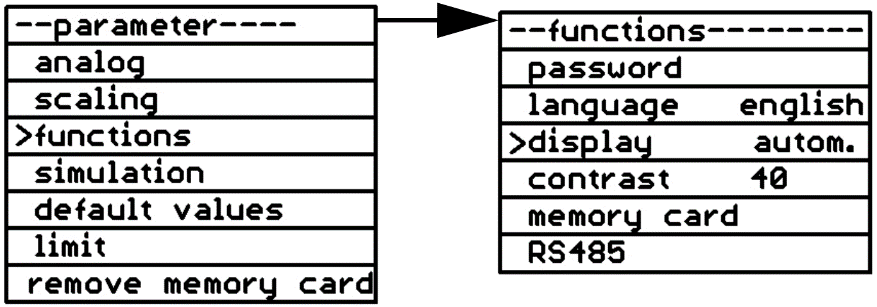 --parameter----
analog
scaling
>functions
simulation
default values
limit
remove memory card
--functions--------
password
language english
>display autom.
contrast 40
memory card
RS485